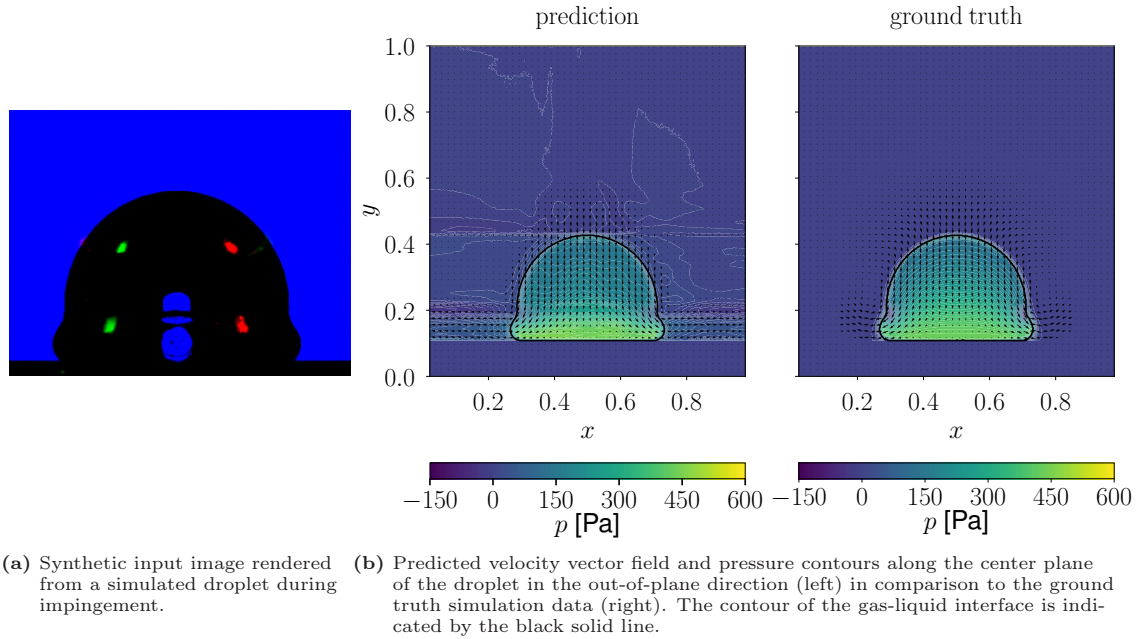 prediction
ground truth
1.0
0.8
0.6
0.4
0.2
0.0
y
0.2 0.4 0.6 0.8
x
0.2 0.4 0.6 0.8
x
−150 0 150 300 450 600
p [Pa]
−150 0 150 300 450 600
p [Pa]
(a) Synthetic input image rendered
from a simulated droplet during
impingement.
(b) Predicted velocity vector field and pressure contours along the center plane
of the droplet in the out-of-plane direction (left) in comparison to the ground
truth simulation data (right). The contour of the gas-liquid interface is indi-
cated by the black solid line.